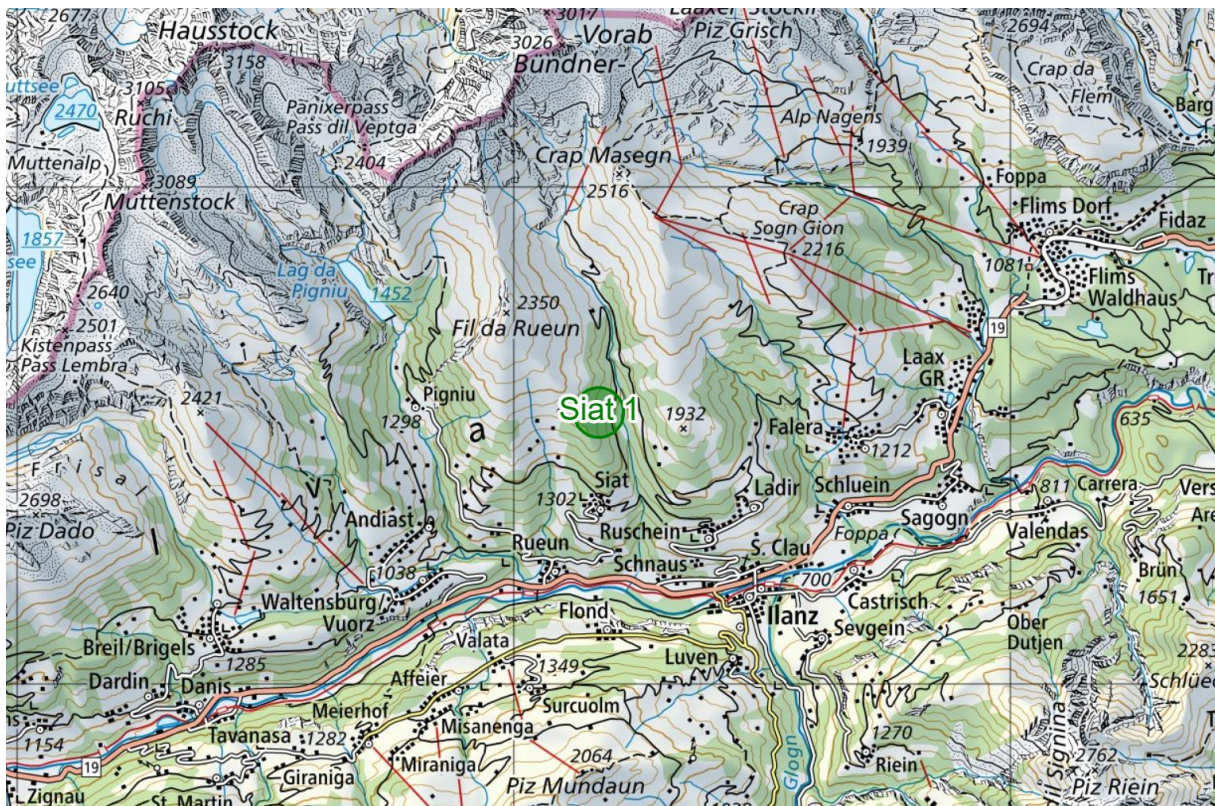 2677
Hausstock
3158
3017
3026
-Vorab
Bündner-
Piz Grisch
2694
Crap da
Flem
2470
3105
Ruchi
Panixerpass
Pass dil Veptga
2404
Alp Nagens
1939
Muttenalp
3089
Muttenstock
Crap Masegn
2516
Foppa
Flims Dorf
Fidaz
1857
see
Lag da
Pigniu
1452
Crap
Sogn Gion
2216
1081
Flims
Waldhaus
2640
2501
Kistenpass
Pass Lembra
2350
Fil da Rueun
19
Laax
GR
2421
Pigniu
1298
Siat 1
1932
Falera
1212
635
Frisal
2698
Piz Dado
Siat
1302
Ladir
Schluein
811
Carrera
Andiast
Rueun
Ruschein
Schnaus
Sagogn
Foppa
Valendas
S. Clau
700
Brün
1651
1038
Waltensburg/
Vuorz
Flond
Ilanz
Castrisch
Sevgein
Ober
Dutjen
Breil/Brigels
1285
Valata
1349
Luven
2283
Dardin
Danis
Affeier
Surcuolm
Meierhof
Misanenga
Tavanasa
1282
1154
19
Giraniga
Miraniga
2064
Piz Mundaun
Glogn
1270
Riein
Signina
2762
Piz Riein
Zignau
St. Martin